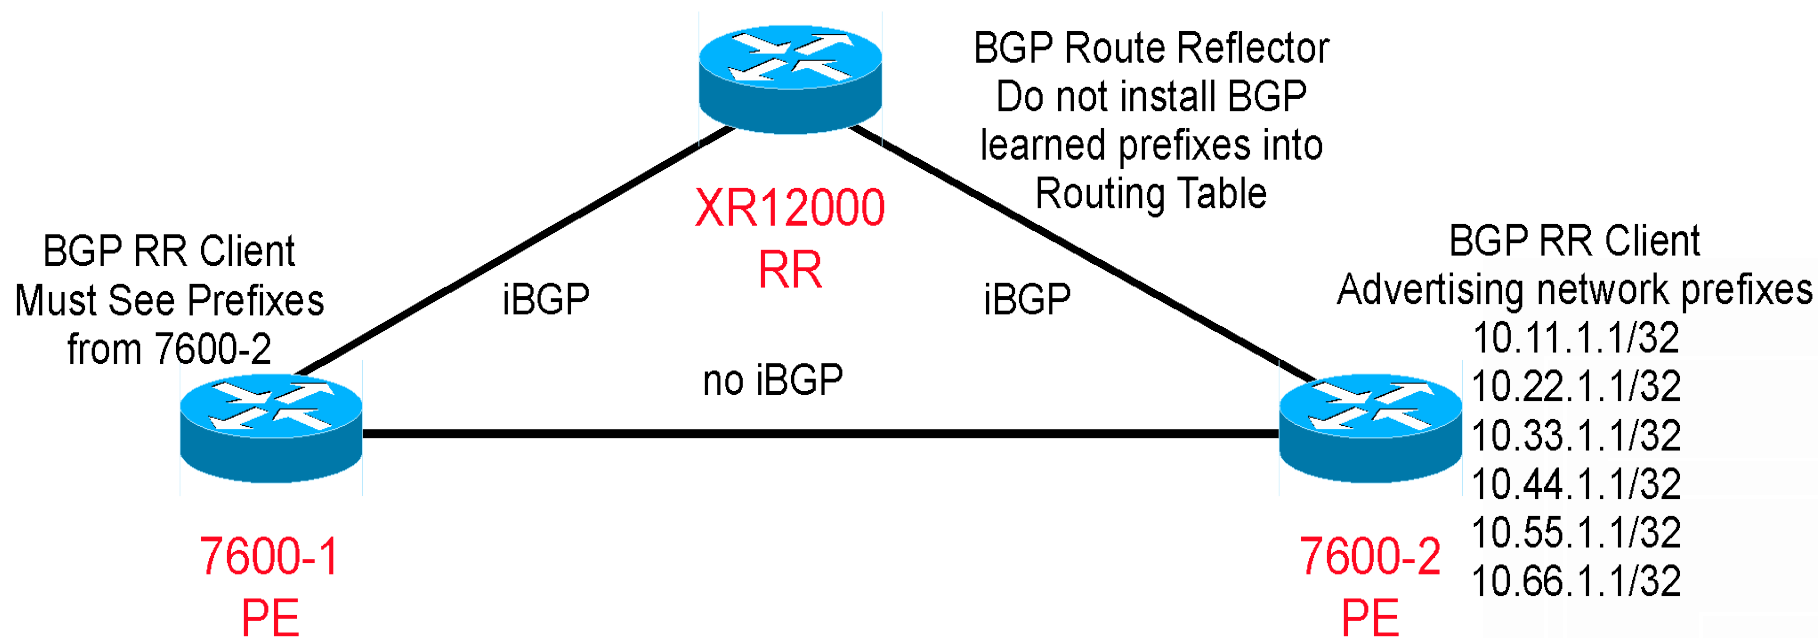 BGP Route Reflector
Do not install BGP
learned prefixes into
Routing Table
XR12000
RR
BGP RR Client
Must See Prefixes
from 7600-2
iBGP
iBGP
no iBGP
BGP RR Client
Advertising network prefixes
10.11.1.1/32
10.22.1.1/32
10.33.1.1/32
10.44.1.1/32
10.55.1.1/32
10.66.1.1/32
7600-1
PE
7600-2
PE